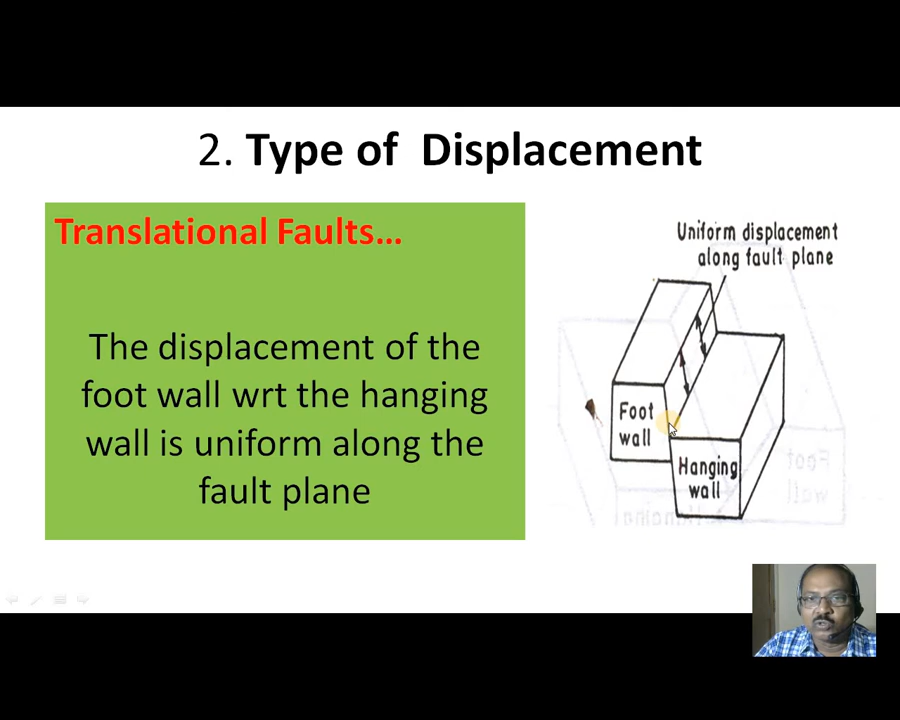 2. Type of Displacement
Translational Faults...
The displacement of the
foot wall wrt the hanging
wall is uniform along the
fault plane
Uniform displacement
along fault plane
Foot
wall
Hanging
wall